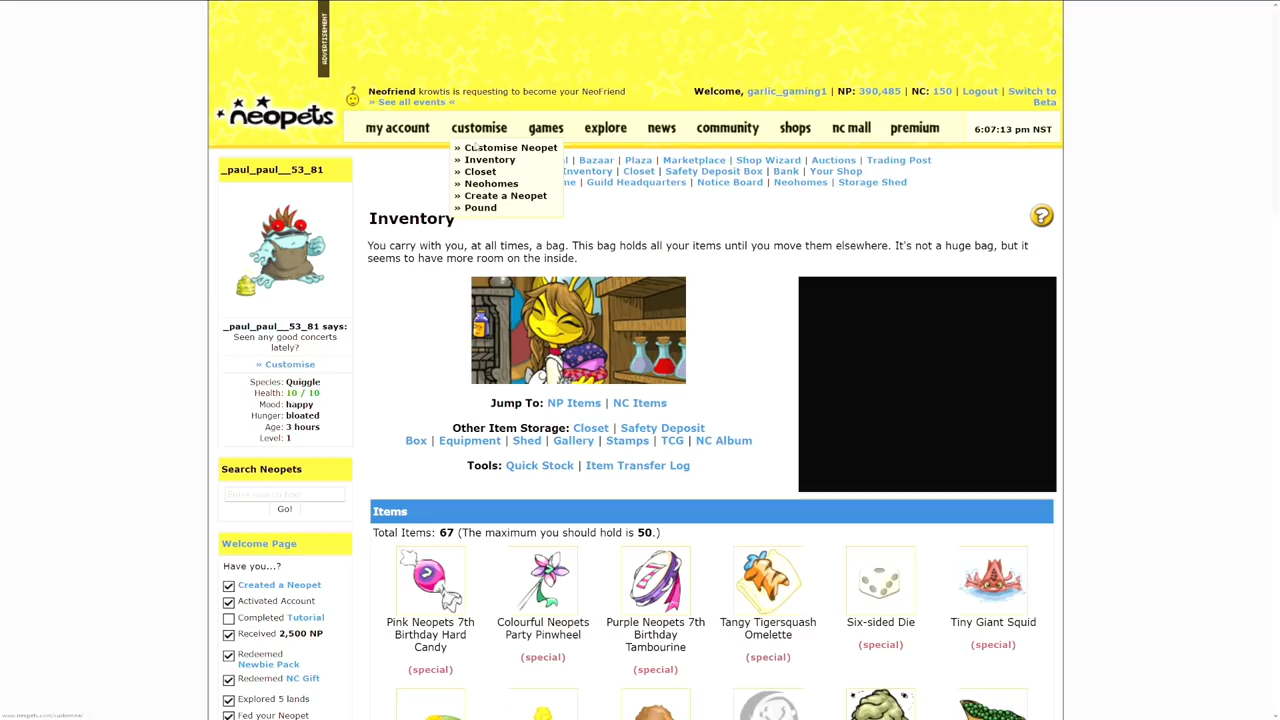 ADVERTISEMENT
Neofriend krowtis is requesting to become your NeoFriend
» See all events «
Welcome, garlic_gaming1 | NP: 390,485 | NC: 150 | Logout | Switch to Beta
neopets
my account customise games explore news community shops nc mall premium 6:07:13 pm NST
» Customise Neopet
» Inventory
» Closet
» Neohomes
» Create a Neopet
» Pound
| Bazaar | Plaza | Marketplace | Shop Wizard | Auctions | Trading Post
Inventory | Closet | Safety Deposit Box | Bank | Your Shop
| Guild Headquarters | Notice Board | Neohomes | Storage Shed
_paul_paul__53_81
_paul_paul__53_81 says:
Seen any good concerts
lately?
» Customise
Species: Quiggle
Health: 10 / 10
Mood: happy
Hunger: bloated
Age: 3 hours
Level: 1
Search Neopets
Enter search text
Go!
Welcome Page
Have you...?
Created a Neopet
Activated Account
Completed Tutorial
Received 2,500 NP
Redeemed
Newbie Pack
Redeemed NC Gift
Explored 5 lands
Fed your Neopet
Inventory
You carry with you, at all times, a bag. This bag holds all your items until you move them elsewhere. It's not a huge bag, but it
seems to have more room on the inside.
Jump To: NP Items | NC Items
Other Item Storage: Closet | Safety Deposit
Box | Equipment | Shed | Gallery | Stamps | TCG | NC Album
Tools: Quick Stock | Item Transfer Log
Items
Total Items: 67 (The maximum you should hold is 50.)
Pink Neopets 7th
Birthday Hard
Candy
(special)
Colourful Neopets
Party Pinwheel
(special)
Purple Neopets 7th
Birthday
Tambourine
(special)
Tangy Tigersquash
Omelette
(special)
Six-sided Die
(special)
Tiny Giant Squid
(special)
www.neopets.com/customise/